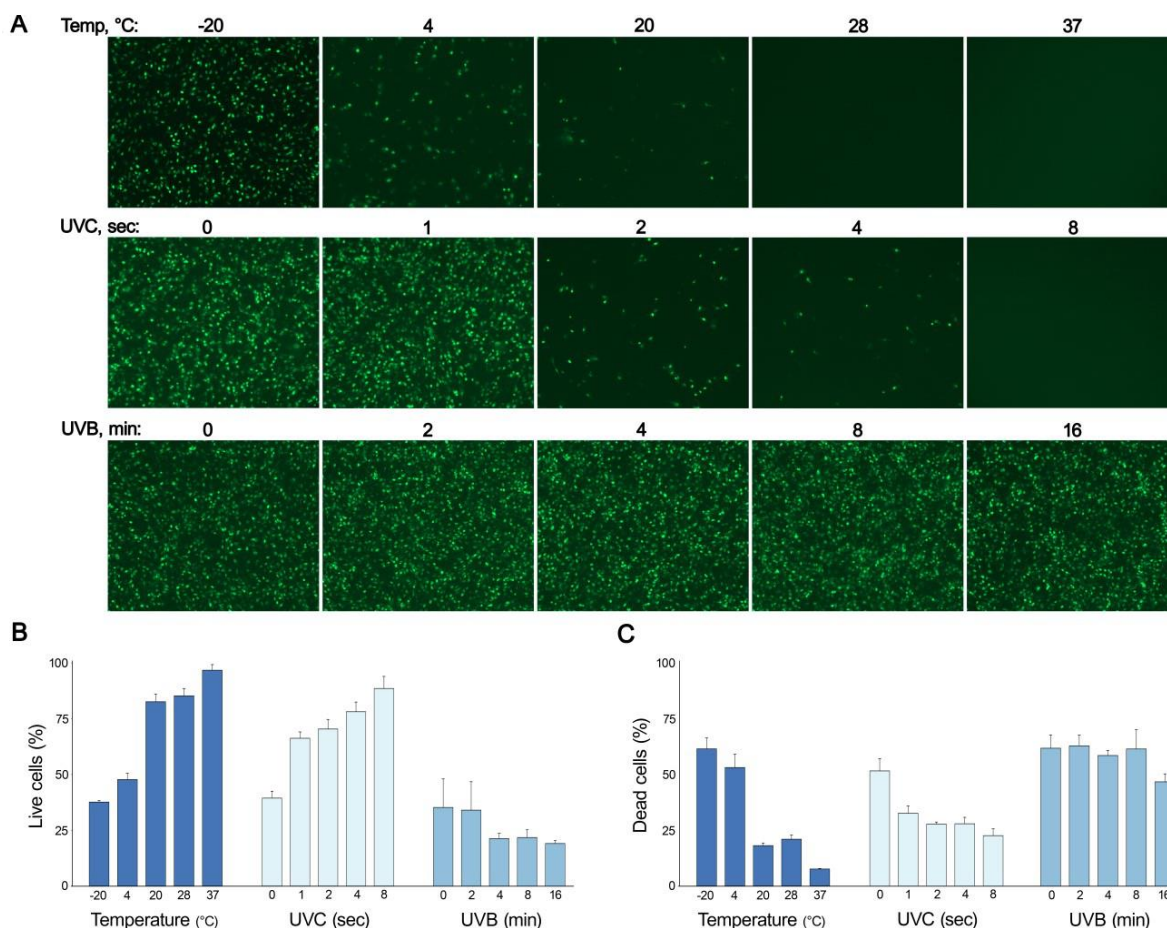 A
Temp, °C: -20 4 20 28 37
UVC, sec: 0 1 2 4 8
UVB, min: 0 2 4 8 16
B
100
75
50
25
0
Live cells (%)
-20 4 20 28 37 0 1 2 4 8 0 2 4 8 16
Temperature (°C) UVC (sec) UVB (min)
C
100
75
50
25
0
Dead cells (%)
-20 4 20 28 37 0 1 2 4 8 0 2 4 8 16
Temperature (°C) UVC (sec) UVB (min)